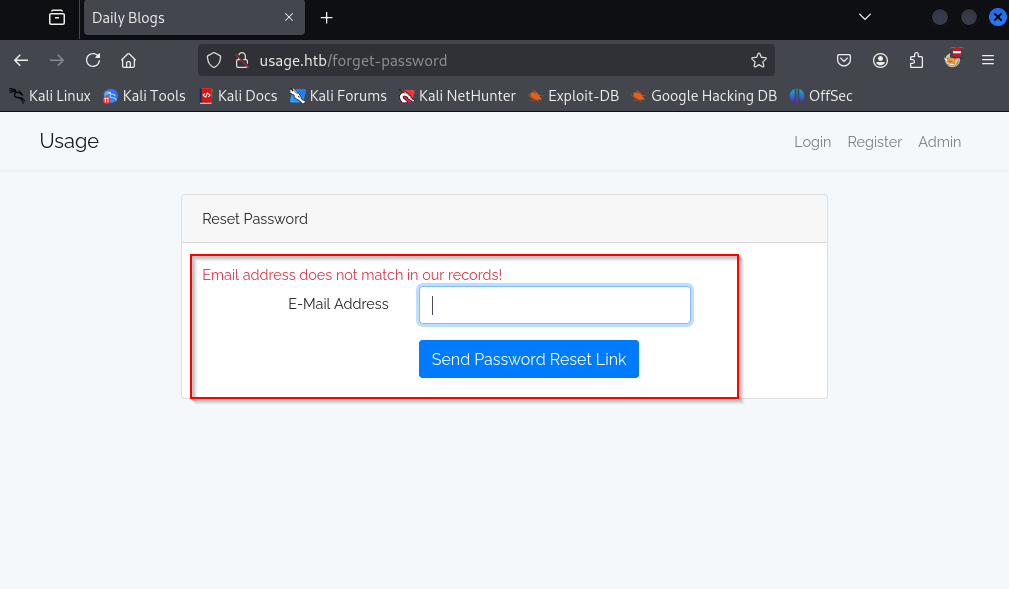 Daily Blogs
usage.htb/forget-password
Kali Linux Kali Tools Kali Docs Kali Forums Kali NetHunter Exploit-DB Google Hacking DB OffSec
Usage Login Register Admin
Reset Password
Email address does not match in our records!
E-Mail Address
Send Password Reset Link